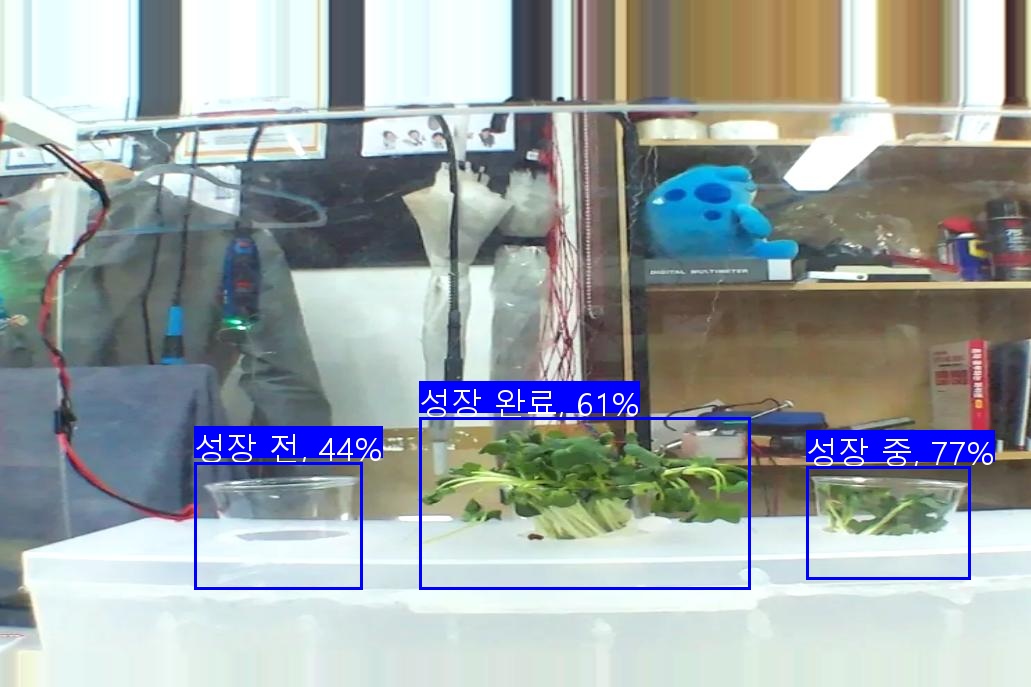 DIGITAL MULTIMETER
성장 완료, 61%
성장 전, 44%
성장 중, 77%